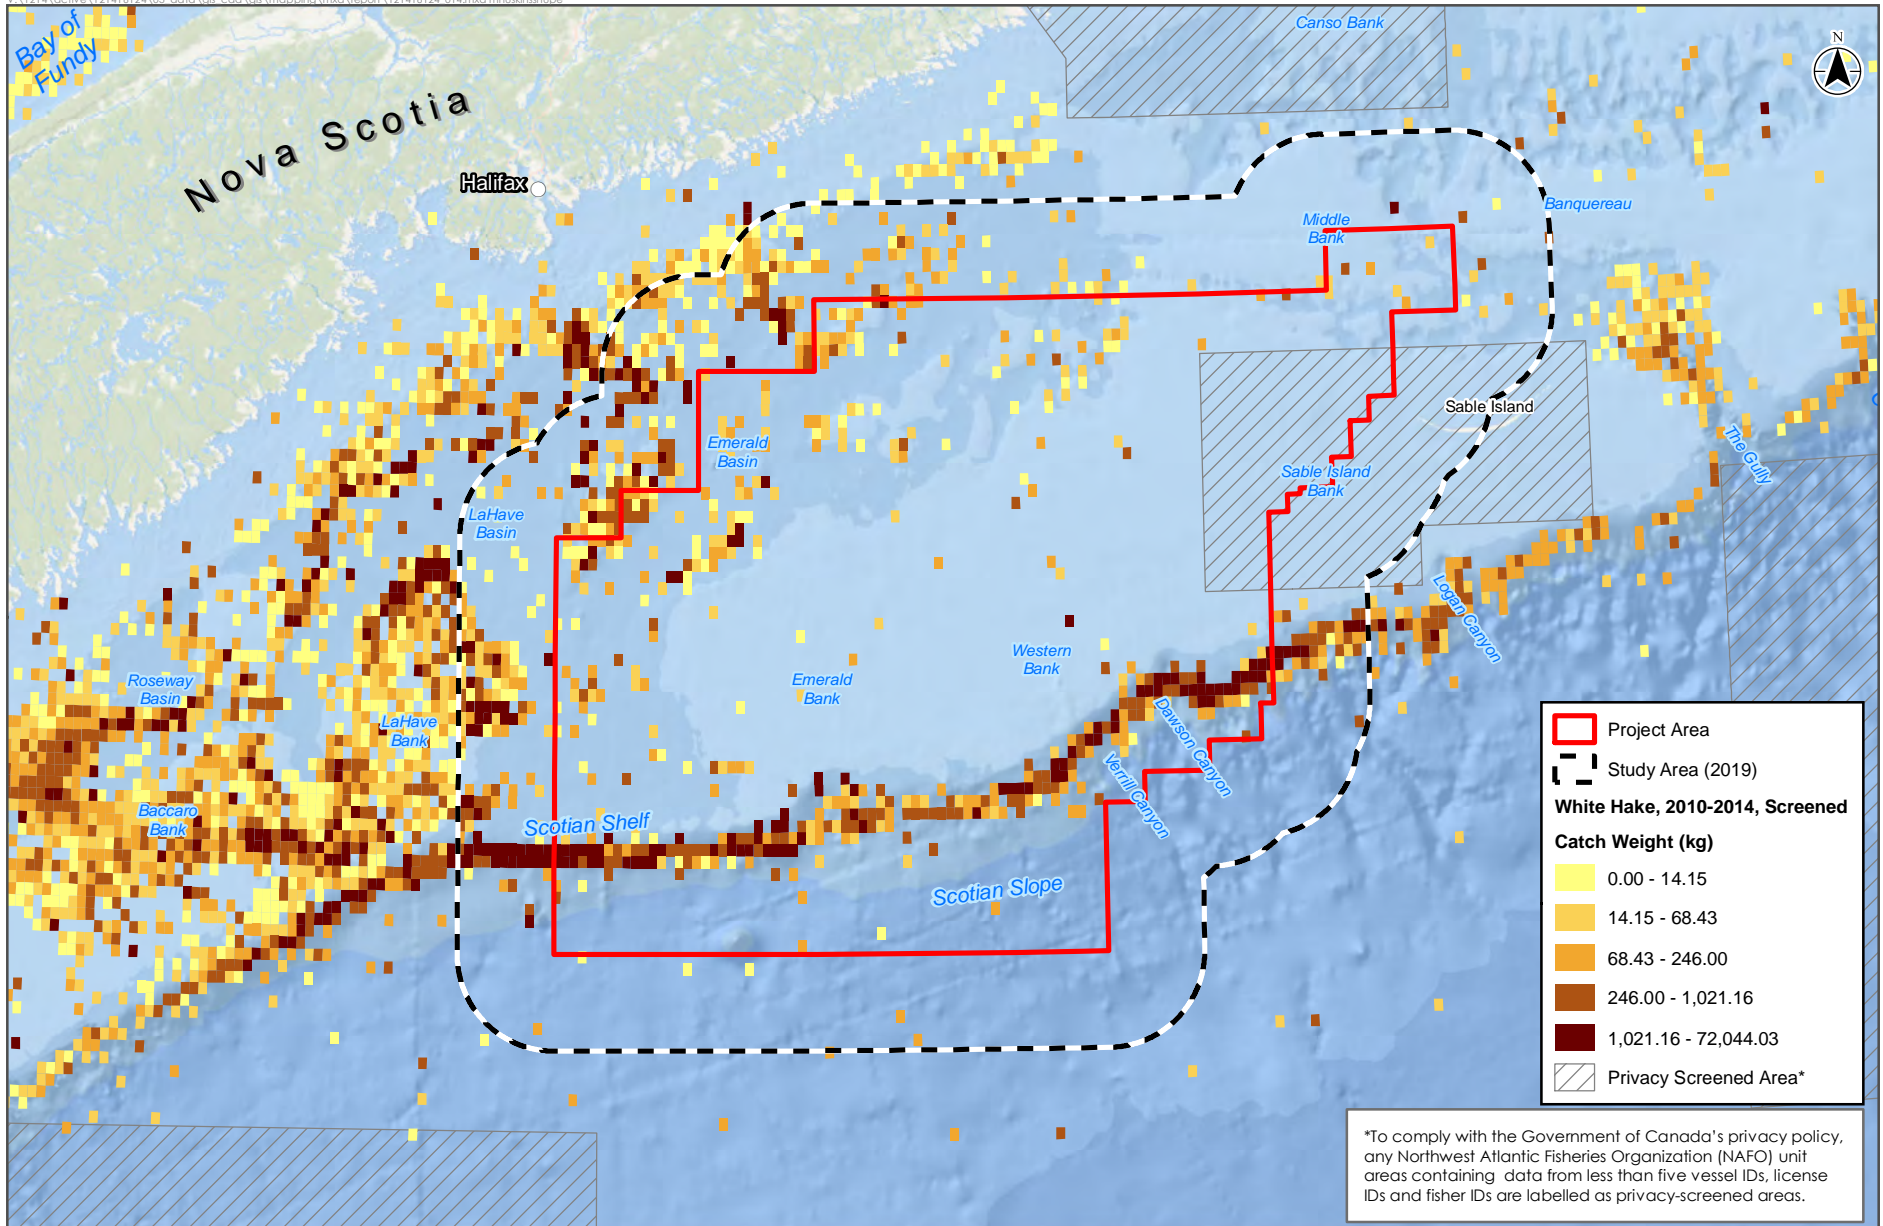 Bay of
Fundy
Canso Bank
N
Nova Scotia
Halifax
Middle
Bank
Banquereau
Sable Island
Emerald
Basin
Sable Island
Bank
The Gully
LaHave
Basin
Logan Canyon
Western
Bank
Roseway
Basin
Emerald
Bank
LaHave
Bank
Dawson Canyon
Verrill Canyon
Baccaro
Bank
Scotian Shelf
Scotian Slope
Project Area
Study Area (2019)
White Hake, 2010-2014, Screened
Catch Weight (kg)
0.00 - 14.15
14.15 - 68.43
68.43 - 246.00
246.00 - 1,021.16
1,021.16 - 72,044.03
Privacy Screened Area*
*To comply with the Government of Canada's privacy policy,
any Northwest Atlantic Fisheries Organization (NAFO) unit
areas containing data from less than five vessel IDs, license
IDs and fisher IDs are labelled as privacy-screened areas.